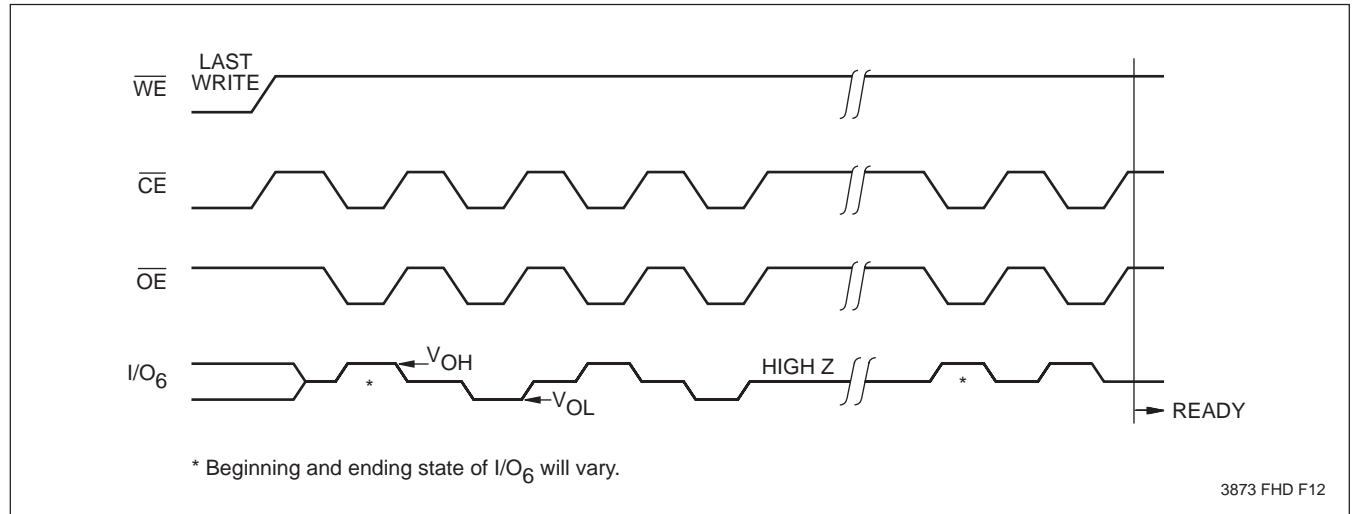 LAST
WRITE
WE
CE
OE
I/O6
VOH
*
VOL
HIGH Z
*
READY
* Beginning and ending state of I/O6 will vary.
3873 FHD F12